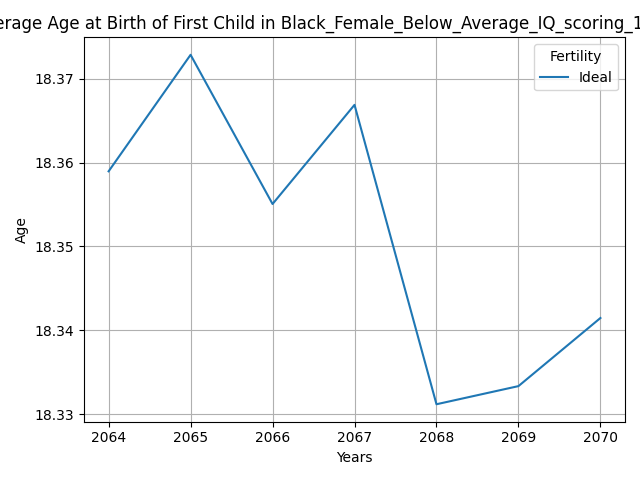 erage Age at Birth of First Child in Black_Female_Below_Average_IQ_scoring_1
Fertility
Ideal
18.37
18.36
18.35
18.34
18.33
Age
2064 2065 2066 2067 2068 2069 2070
Years